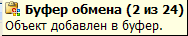 Буфер обмена (2 из 24)
Объект добавлен в буфер.